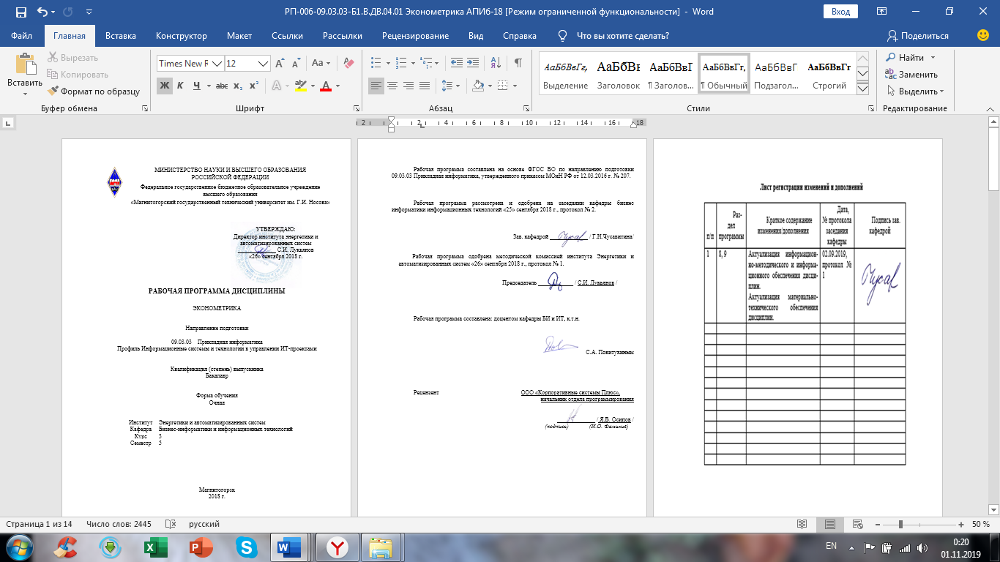 РП-006-09.03.03-Б1.В.ДВ.04.01 Эконометрика АПИб-18 [Режим ограниченной функциональности] - Word
Вход
Файл Главная Вставка Конструктор Макет Ссылки Рассылки Рецензирование Вид Справка Что вы хотите сделать? Поделиться
Вставить
Вырезать
Копировать
Формат по образцу
Буфер обмена
Times New R 12
Ж К Ч abc x₂ x²
Шрифт
Абзац
АаБбВвГг, АаБбВв АаБбВвГ АаБбВвГг, АаБбВвГ АаБбВвГг
Выделение Заголовок ¶ Заголов... ¶ Обычный Подзагол... Строгий
Стили
Найти
Заменить
Выделить
Редактирование
2 2 4 6 8 10 12 14 16 18
МИНИСТЕРСТВО НАУКИ И ВЫСШЕГО ОБРАЗОВАНИЯ
РОССИЙСКОЙ ФЕДЕРАЦИИ
Федеральное государственное бюджетное образовательное учреждение
высшего образования
«Магнитогорский государственный технический университет им. Г.И. Носова»
УТВЕРЖДАЮ:
Директор института энергетики и
автоматизированных систем
С.И. Лукьянов
«26» сентября 2018 г.
РАБОЧАЯ ПРОГРАММА ДИСЦИПЛИНЫ
ЭКОНОМЕТРИКА
Направление подготовки
09.03.03 Прикладная информатика
Профиль Информационные системы и технологии в управлении ИТ-проектами
Квалификация (степень) выпускника
Бакалавр
Форма обучения
Очная
Институт Энергетики и автоматизированных систем
Кафедра Бизнес-информатики и информационных технологий
Курс 3
Семестр 5
Магнитогорск
2018 г.
Рабочая программа составлена на основе ФГОС ВО по направлению подготовки
09.03.03 Прикладная информатика, утвержденного приказом МОиН РФ от 12.03.2016 г. № 207.
Рабочая программа рассмотрена и одобрена на заседании кафедры бизнес
информатики информационных технологий «25» сентября 2018 г., протокол № 2.
Зав. кафедрой / Г.Н.Чусавитина/
Рабочая программа одобрена методической комиссией института Энергетики и
автоматизированных систем «26» сентября 2018 г., протокол № 1.
Председатель / С.И. Лукьянов /
Рабочая программа составлена: доцентом кафедры БИ и ИТ, к.т.н.
С.А. Повитухиным
Рецензент ООО «Корпоративные системы Плюс»,
начальник отдела программирования
/ Я.В. Осипов /
(подпись) (И.О. Фамилия)
Лист регистрации изменений и дополнений
п/п
Раз-
дел
программы
Краткое содержание
изменения/дополнения
Дата,
№ протокола
заседания
кафедры
Подпись зав.
кафедрой
1
8, 9
Актуализация информацион-
но-методического и информа-
ционного обеспечения дисци-
плин.
Актуализация материально-
технического обеспечения
дисциплин.
02.09.2019,
протокол №
1
Чусав
Страница 1 из 14 Число слов: 2445 русский 50 %
EN 0:20
01.11.2019